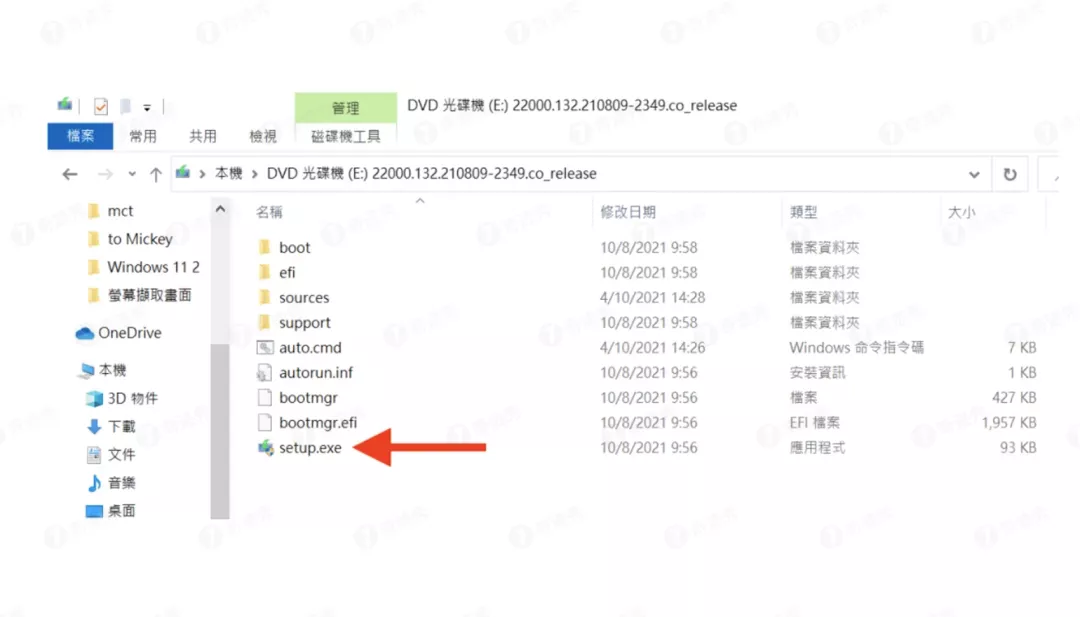 管理
DVD 光碟機 (E:) 22000.132.210809-2349.co_release
檔案 常用 共用 檢視 磁碟機工具
本機 DVD 光碟機 (E:) 22000.132.210809-2349.co_release
名稱 修改日期 類型 大小
mct
to Mickey
Windows 11 2
螢幕擷取畫面
OneDrive
本機
3D 物件
下載
文件
音樂
桌面
boot 10/8/2021 9:58 檔案資料夾
efi 10/8/2021 9:58 檔案資料夾
sources 4/10/2021 14:28 檔案資料夾
support 10/8/2021 9:58 檔案資料夾
auto.cmd 4/10/2021 14:26 Windows 命令指令碼 7 KB
autorun.inf 10/8/2021 9:56 安裝資訊 1 KB
bootmgr 10/8/2021 9:56 檔案 427 KB
bootmgr.efi 10/8/2021 9:56 EFI 檔案 1,957 KB
setup.exe 10/8/2021 9:56 應用程式 93 KB